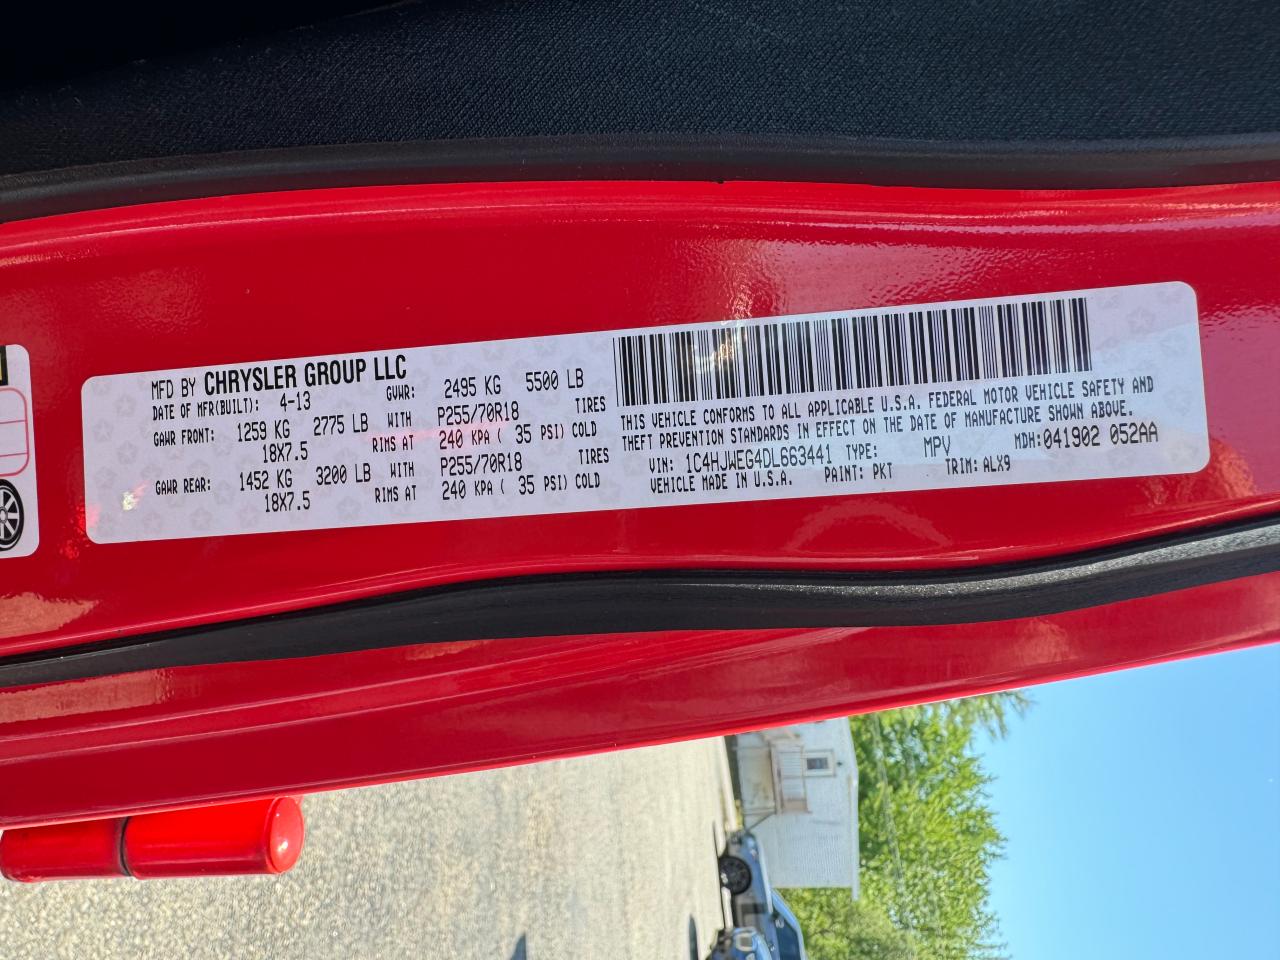 MFD BY CHRYSLER GROUP LLC
DATE OF MFR(BUILT): 4-13 GVWR: 2495 KG 5500 LB
GAWR FRONT: 1259 KG 2775 LB WITH P255/70R18 TIRES
18X7.5 RIMS AT 240 KPA ( 35 PSI) COLD
GAWR REAR: 1452 KG 3200 LB WITH P255/70R18 TIRES
18X7.5 RIMS AT 240 KPA ( 35 PSI) COLD
THIS VEHICLE CONFORMS TO ALL APPLICABLE U.S.A. FEDERAL MOTOR VEHICLE SAFETY AND
THEFT PREVENTION STANDARDS IN EFFECT ON THE DATE OF MANUFACTURE SHOWN ABOVE.
VIN: 1C4HJWEG4DL663441 TYPE: MPV MDH: 041902 052AA
VEHICLE MADE IN U.S.A. PAINT: PKT TRIM: ALX9